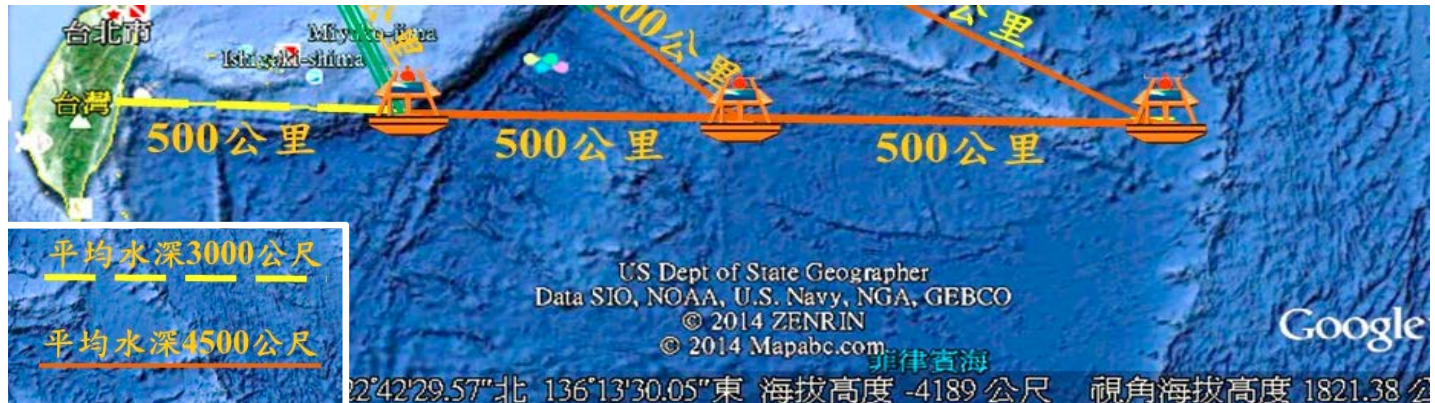 台北市
Miyako-jima
Ishigaki-shima
00公里
公里
台灣
500公里
500公里
500公里
平均水深3000公尺
平均水深4500公尺
US Dept of State Geographer
Data SIO, NOAA, U.S. Navy, NGA, GEBCO
© 2014 ZENRIN
© 2014 Mapabc.com
Google
菲律賓海
22°42'29.57"北 136°13'30.05"東 海拔高度 -4189 公尺 視角海拔高度 1821.38 公